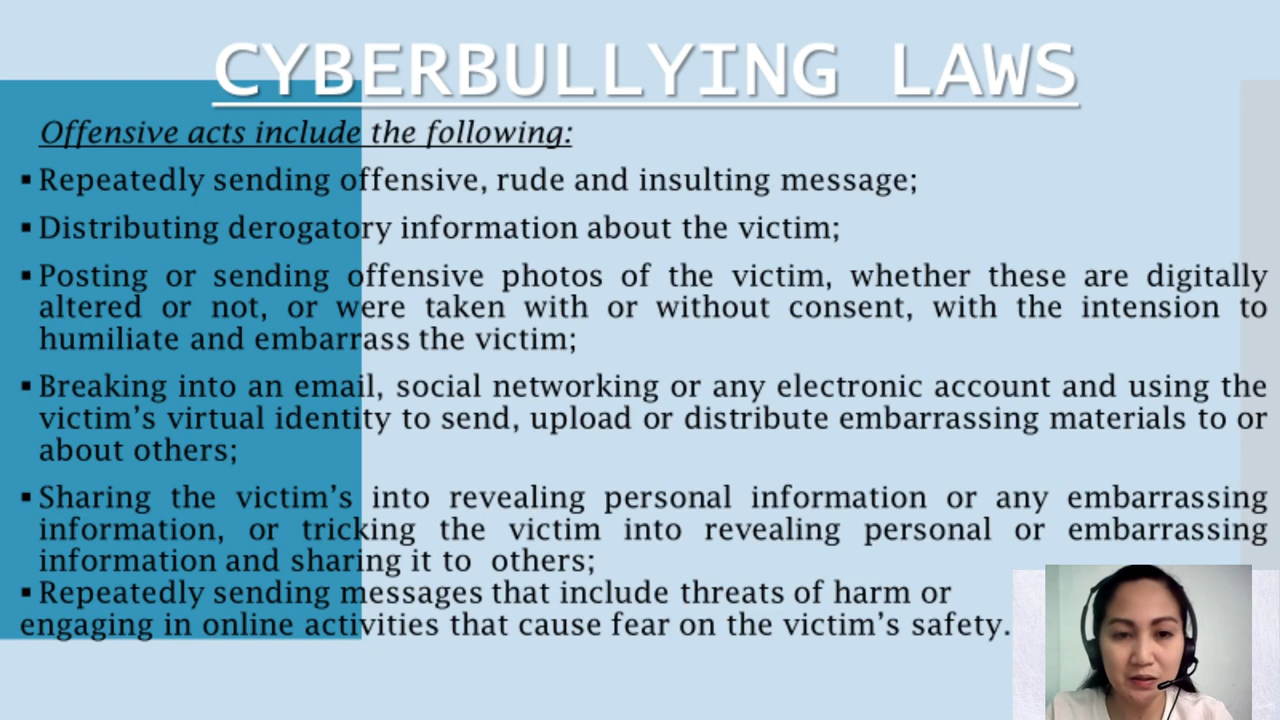 CYBERBULLYING LAWS
Offensive acts include the following:
▪ Repeatedly sending offensive, rude and insulting message;
▪ Distributing derogatory information about the victim;
▪ Posting or sending offensive photos of the victim, whether these are digitally
altered or not, or were taken with or without consent, with the intension to
humiliate and embarrass the victim;
▪ Breaking into an email, social networking or any electronic account and using the
victim's virtual identity to send, upload or distribute embarrassing materials to or
about others;
▪ Sharing the victim's into revealing personal information or any embarrassing
information, or tricking the victim into revealing personal or embarrassing
information and sharing it to others;
▪ Repeatedly sending messages that include threats of harm or
engaging in online activities that cause fear on the victim's safety.